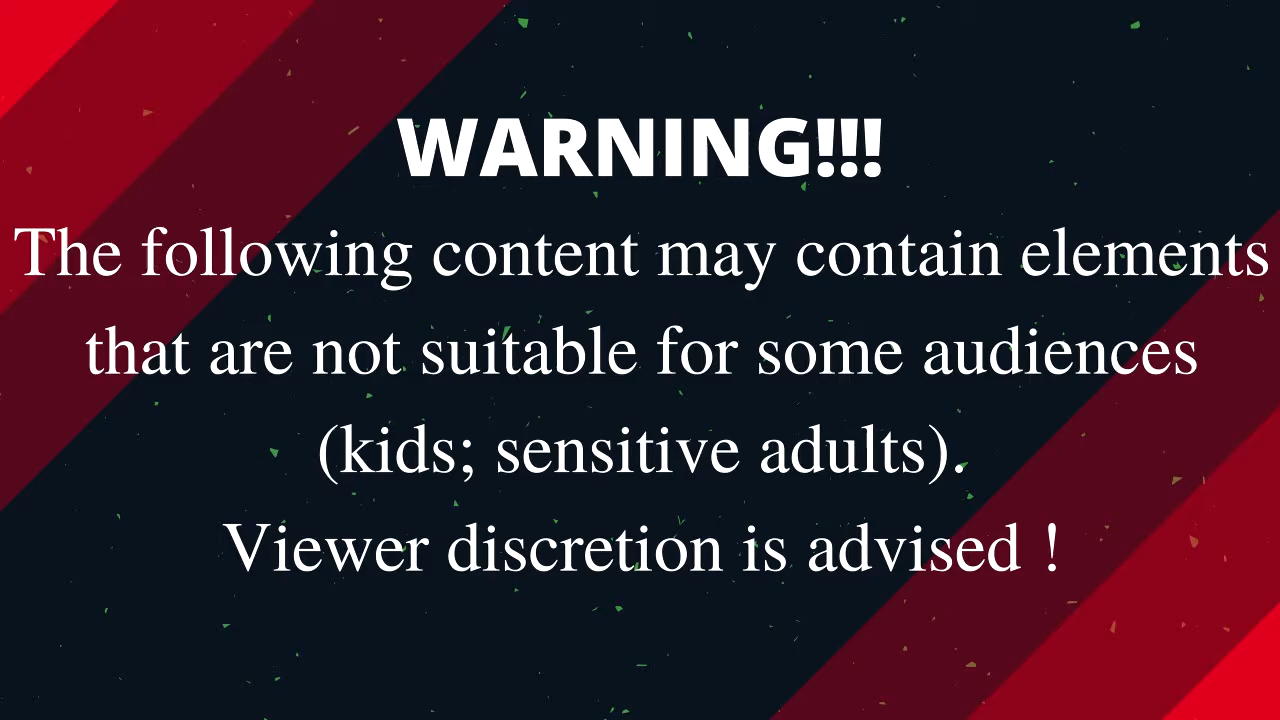 WARNING!!!
The following content may contain elements
that are not suitable for some audiences
(kids; sensitive adults).
Viewer discretion is advised !